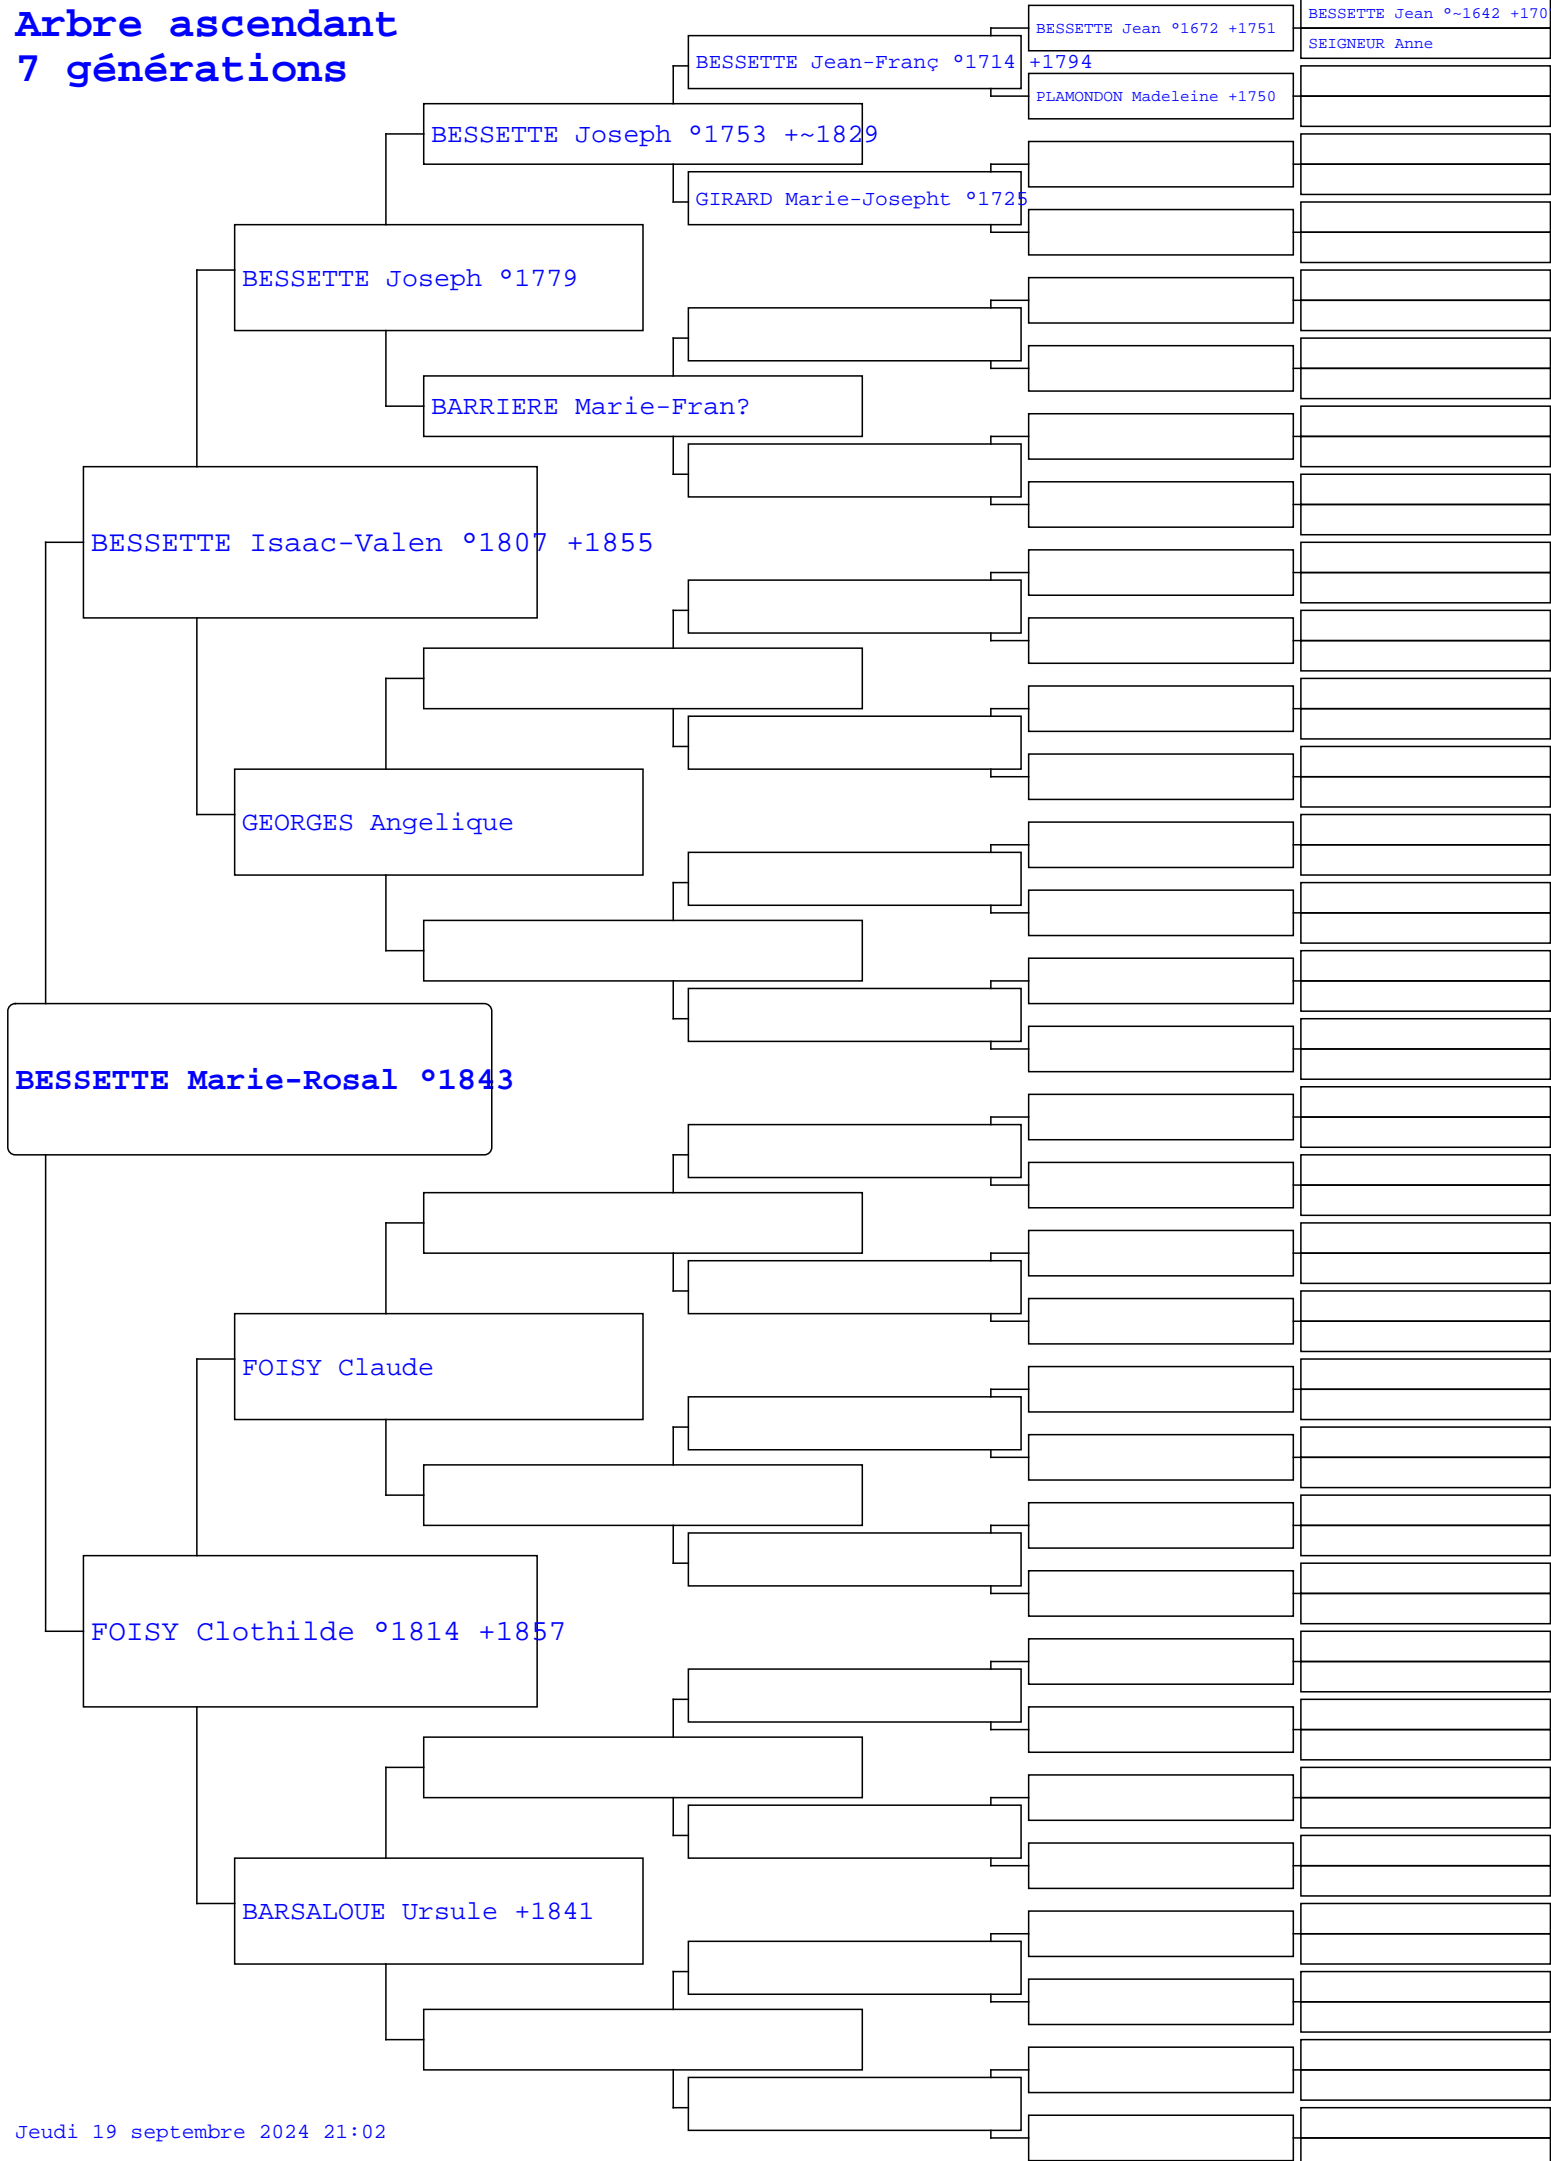 Arbre ascendant
7 générations
BESSETTE Jean °~1642 +170
SEIGNEUR Anne
BESSETTE Jean °1672 +1751
BESSETTE Jean-Franç °1714 +1794
PLAMONDON Madeleine +1750
BESSETTE Joseph °1753 +~1829
GIRARD Marie-Josepht °1725
BESSETTE Joseph °1779
BARRIERE Marie-Fran?
BESSETTE Isaac-Valen °1807 +1855
GEORGES Angelique
BESSETTE Marie-Rosal °1843
FOISY Claude
FOISY Clothilde °1814 +1857
BARSALOUE Ursule +1841
Jeudi 19 septembre 2024 21:02